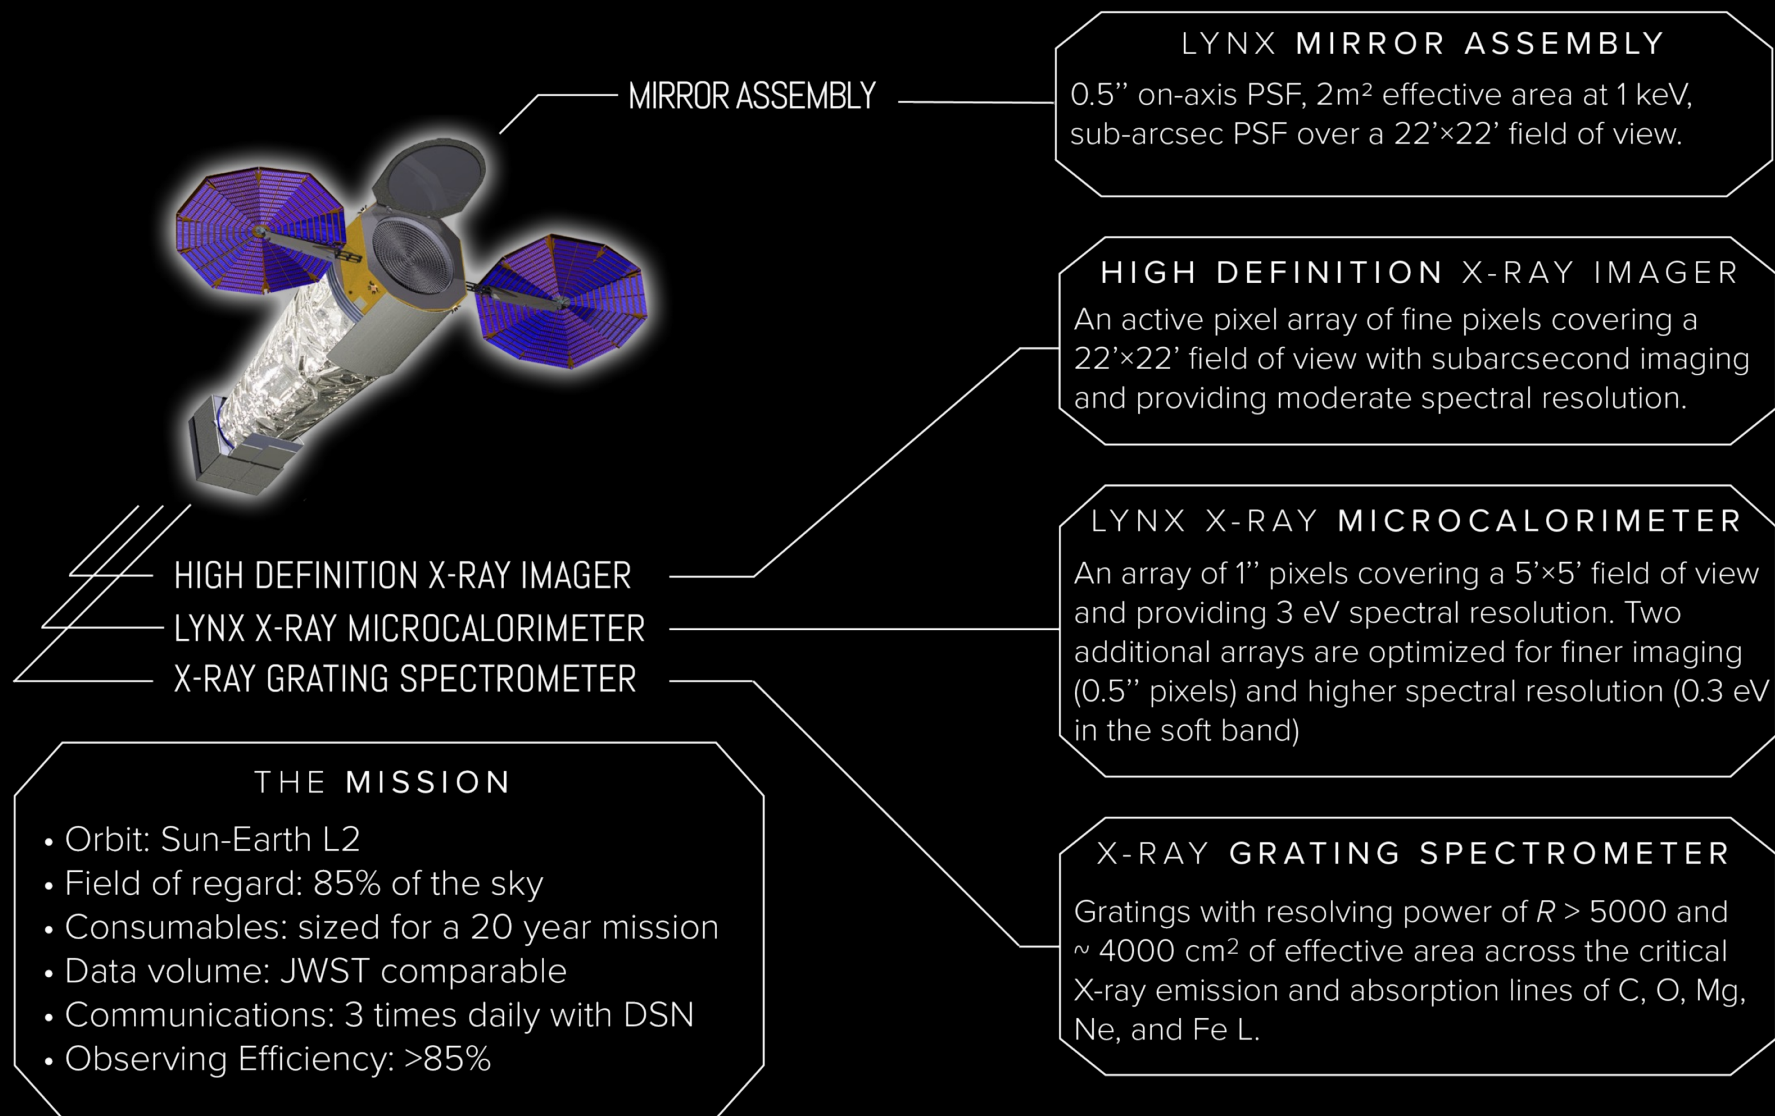 MIRROR ASSEMBLY
LYNX MIRROR ASSEMBLY
0.5’’ on-axis PSF, 2m² effective area at 1 keV,
sub-arcsec PSF over a 22’×22’ field of view.
HIGH DEFINITION X-RAY IMAGER
An active pixel array of fine pixels covering a
22’×22’ field of view with subarcsecond imaging
and providing moderate spectral resolution.
LYNX X-RAY MICROCALORIMETER
An array of 1’’ pixels covering a 5’×5’ field of view
and providing 3 eV spectral resolution. Two
additional arrays are optimized for finer imaging
(0.5’’ pixels) and higher spectral resolution (0.3 eV
in the soft band)
HIGH DEFINITION X-RAY IMAGER
LYNX X-RAY MICROCALORIMETER
X-RAY GRATING SPECTROMETER
THE MISSION
• Orbit: Sun-Earth L2
• Field of regard: 85% of the sky
• Consumables: sized for a 20 year mission
• Data volume: JWST comparable
• Communications: 3 times daily with DSN
• Observing Efficiency: >85%
X-RAY GRATING SPECTROMETER
Gratings with resolving power of R > 5000 and
~ 4000 cm² of effective area across the critical
X-ray emission and absorption lines of C, O, Mg,
Ne, and Fe L.